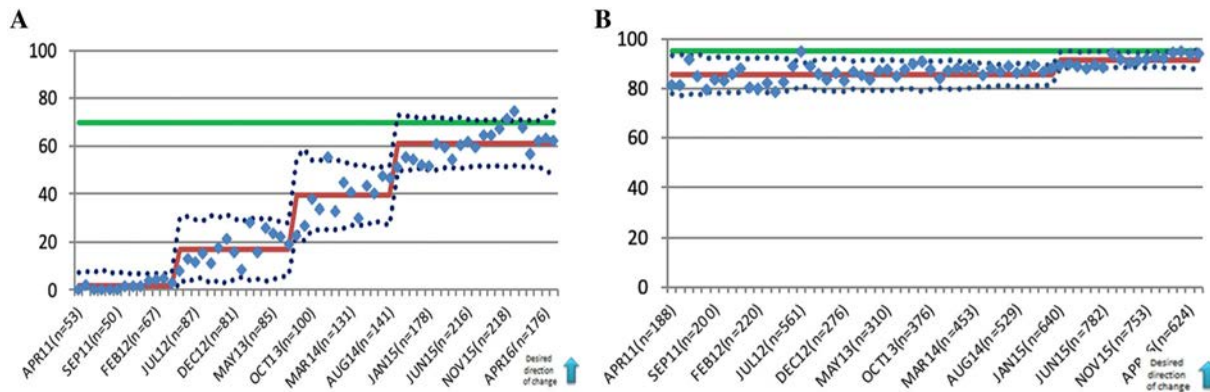 A
100
80
60
40
20
0
APR11(n=53)
SEP11(n=50)
FEB12(n=67)
JUL12(n=87)
DEC12(n=81)
MAY13(n=85)
OCT13(n=100)
MAR14(n=131)
AUG14(n=141)
JAN15(n=178)
JUN15(n=216)
NOV15(n=218)
APR16(n=176)
Desired
direction
of change
B
100
80
60
40
20
0
APR11(n=188)
SEP11(n=200)
FEB12(n=220)
JUL12(n=561)
DEC12(n=276)
MAY13(n=310)
OCT13(n=376)
MAR14(n=453)
AUG14(n=529)
JAN15(n=640)
JUN15(n=782)
NOV15(n=753)
(n=624)
Desired
direction
of change